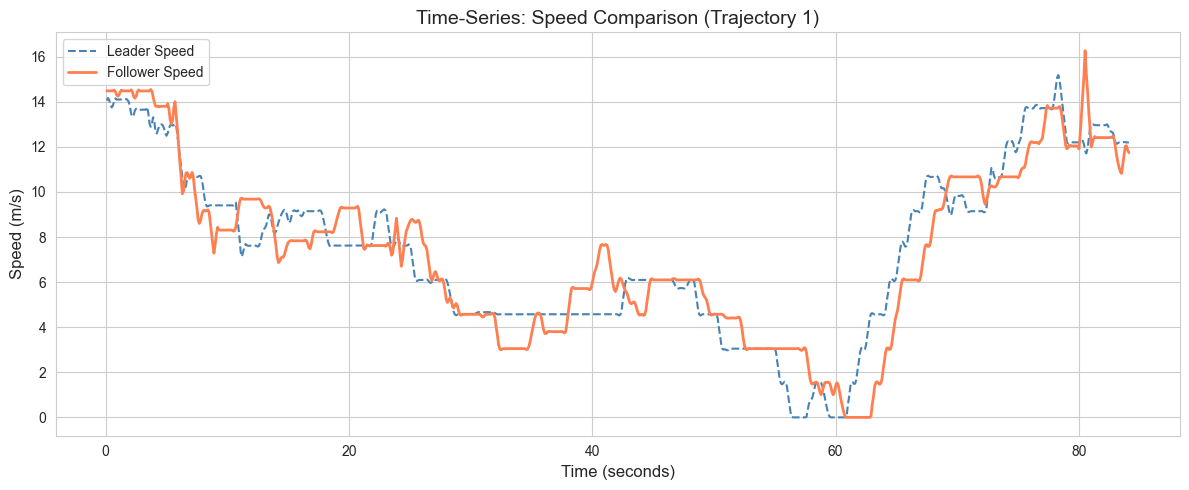 Time-Series: Speed Comparison (Trajectory 1)
Leader Speed
Follower Speed
Speed (m/s)
16
14
12
10
8
6
4
2
0
0 20 40 60 80
Time (seconds)